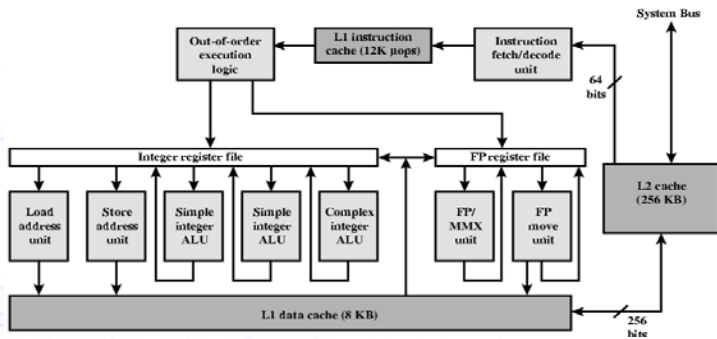 System Bus
Out-of-order
execution
logic
L1 instruction
cache (12K µops)
Instruction
fetch/decode
unit
64
bits
Integer register file
FP register file
L2 cache
(256 KB)
Load
address
unit
Store
address
unit
Simple
integer
ALU
Simple
integer
ALU
Complex
integer
ALU
FP/
MMX
unit
FP
move
unit
L1 data cache (8 KB)
256
bits